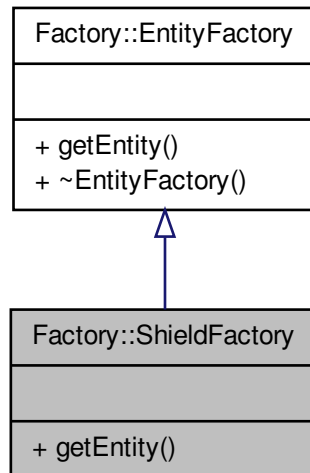 Factory::EntityFactory
+ getEntity()
+ ~EntityFactory()
Factory::ShieldFactory
+ getEntity()